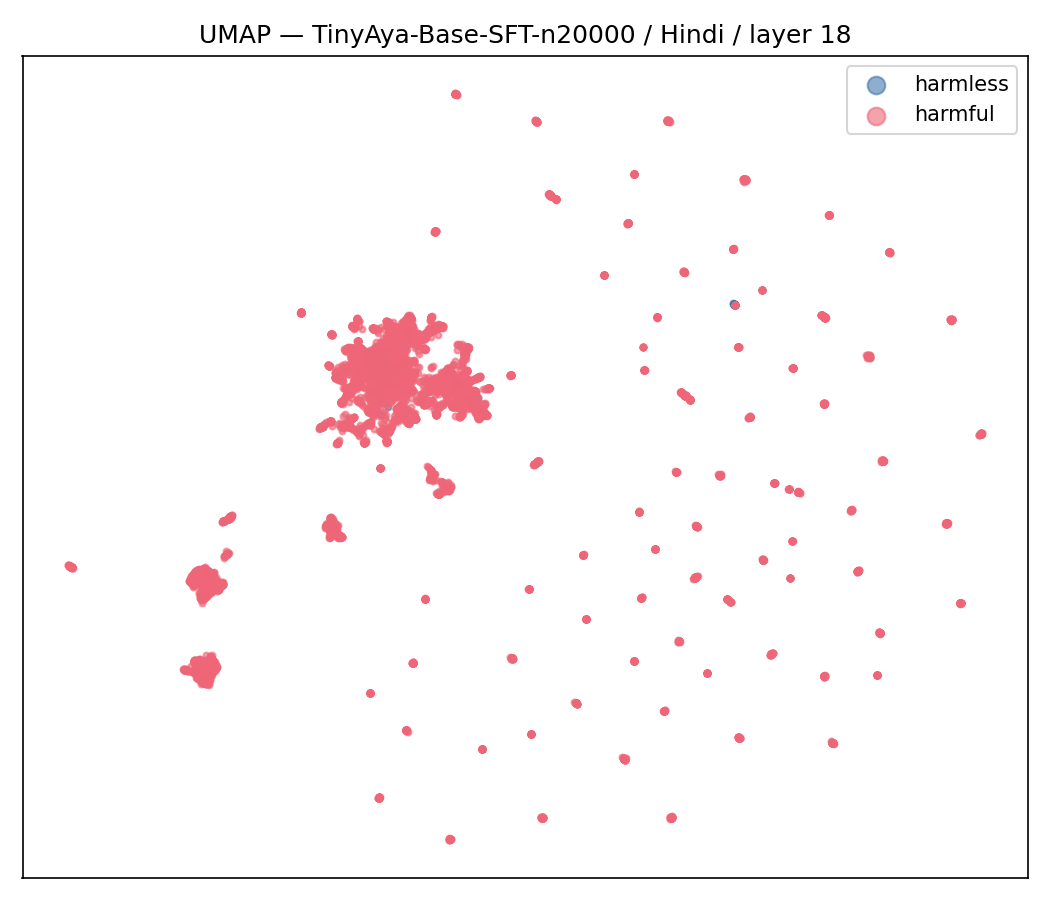 UMAP — TinyAya-Base-SFT-n20000 / Hindi / layer 18
harmless
harmful